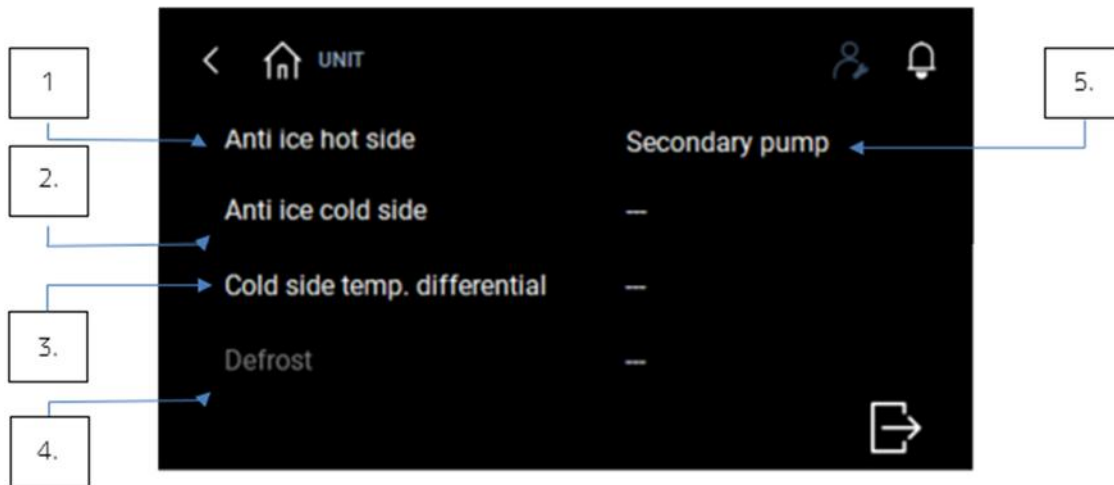 1
UNIT
5.
Anti ice hot side
Secondary pump
2.
Anti ice cold side
---
Cold side temp. differential
---
3.
Defrost
---
4.